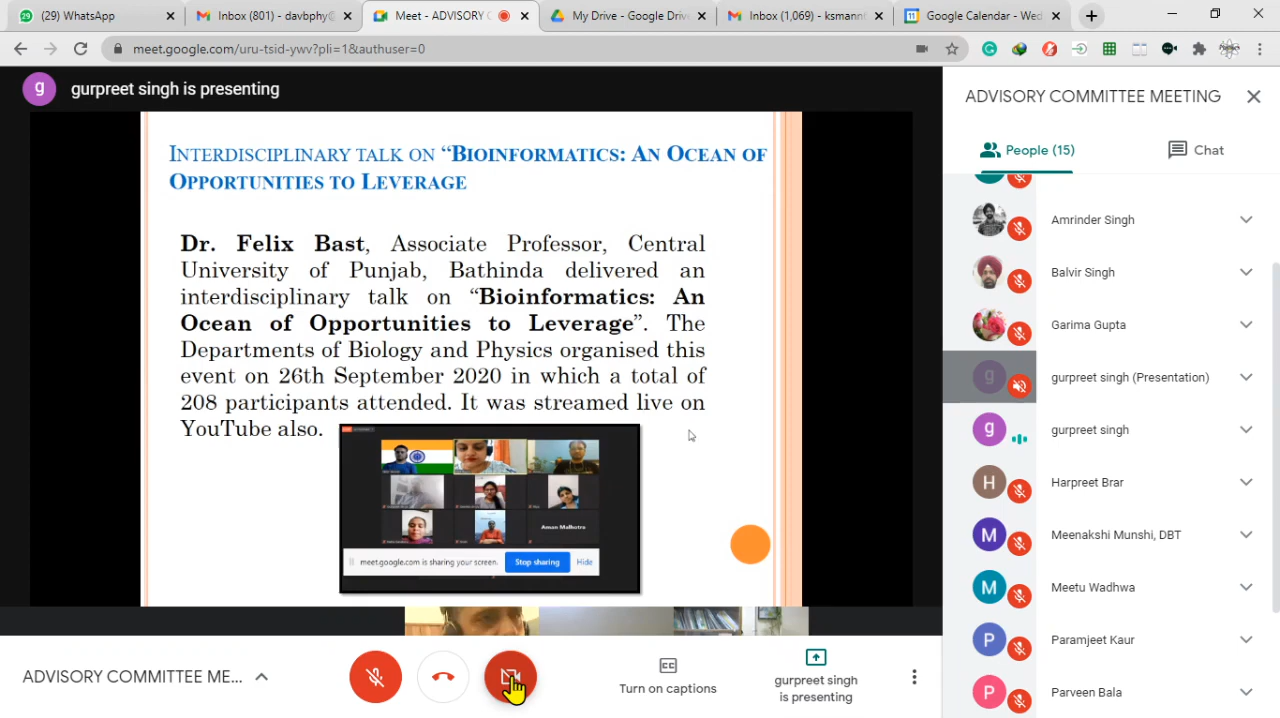 (29) WhatsApp
Inbox (801) - davbphy@
Meet - ADVISORY C
My Drive - Google Driv
Inbox (1,069) - ksmannf
Google Calendar - Wed
meet.google.com/uru-tsid-ywv?pli=1&authuser=0
g
gurpreet singh is presenting
INTERDISCIPLINARY TALK ON “BIOINFORMATICS: AN OCEAN OF
OPPORTUNITIES TO LEVERAGE
Dr. Felix Bast, Associate Professor, Central
University of Punjab, Bathinda delivered an
interdisciplinary talk on “Bioinformatics: An
Ocean of Opportunities to Leverage”. The
Departments of Biology and Physics organised this
event on 26th September 2020 in which a total of
208 participants attended. It was streamed live on
YouTube also.
Aman Malhotra
meet.google.com is sharing your screen.
Stop sharing
Hide
ADVISORY COMMITTEE MEETING
People (15)
Chat
Amrinder Singh
Balvir Singh
Garima Gupta
g
gurpreet singh (Presentation)
g
gurpreet singh
H
Harpreet Brar
M
Meenakshi Munshi, DBT
M
Meetu Wadhwa
P
Paramjeet Kaur
P
Parveen Bala
ADVISORY COMMITTEE ME...
Turn on captions
gurpreet singh
is presenting